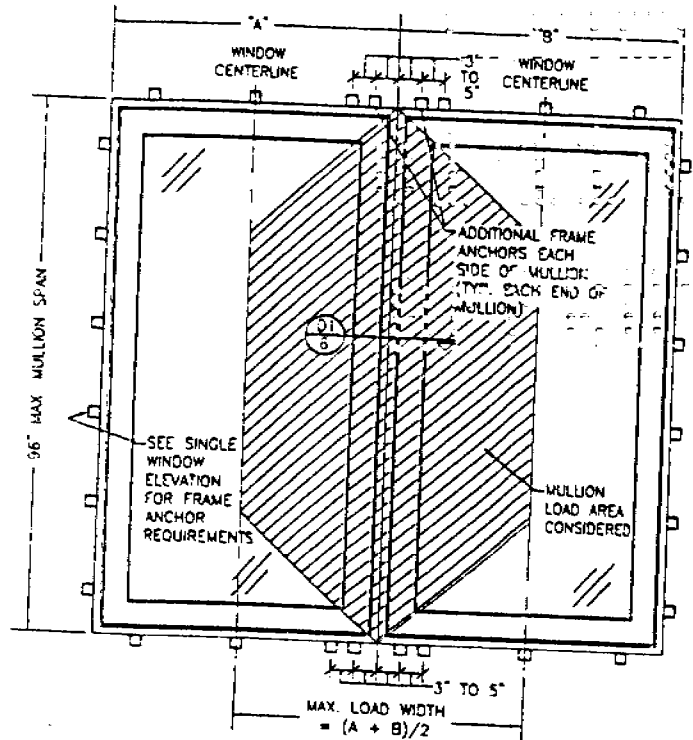 "A"
"B"
WINDOW
CENTERLINE
3"
TO
5"
WINDOW
CENTERLINE
96" MAX MULLION SPAN
ADDITIONAL FRAME
ANCHORS EACH
SIDE OF MULLION
(TYP. EACH END OF
MULLION)
D1
6
SEE SINGLE
WINDOW
ELEVATION
FOR FRAME
ANCHOR
REQUIREMENTS
MULLION
LOAD AREA
CONSIDERED
3" TO 5"
MAX. LOAD WIDTH
= (A + B)/2